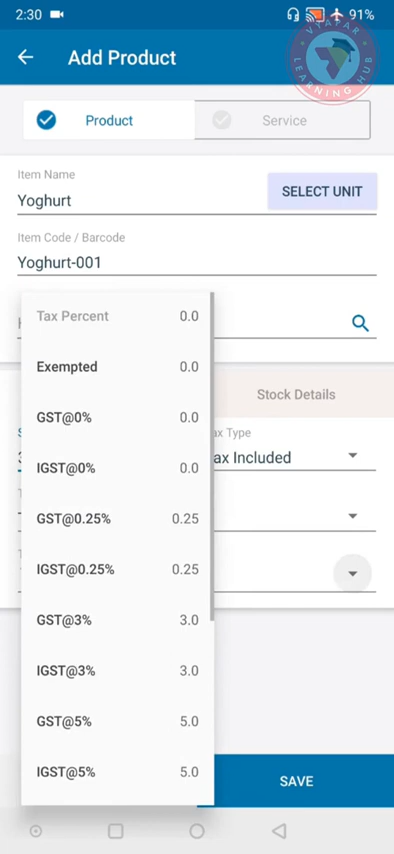 2:30
91%
VYAPAR
LEARNING HUB
Add Product
Product
Service
Item Name
Yoghurt
SELECT UNIT
Item Code / Barcode
Yoghurt-001
Tax Percent 0.0
Exempted 0.0
Stock Details
GST@0% 0.0
ax Type
ax Included
IGST@0% 0.0
GST@0.25% 0.25
IGST@0.25% 0.25
GST@3% 3.0
IGST@3% 3.0
GST@5% 5.0
IGST@5% 5.0
SAVE